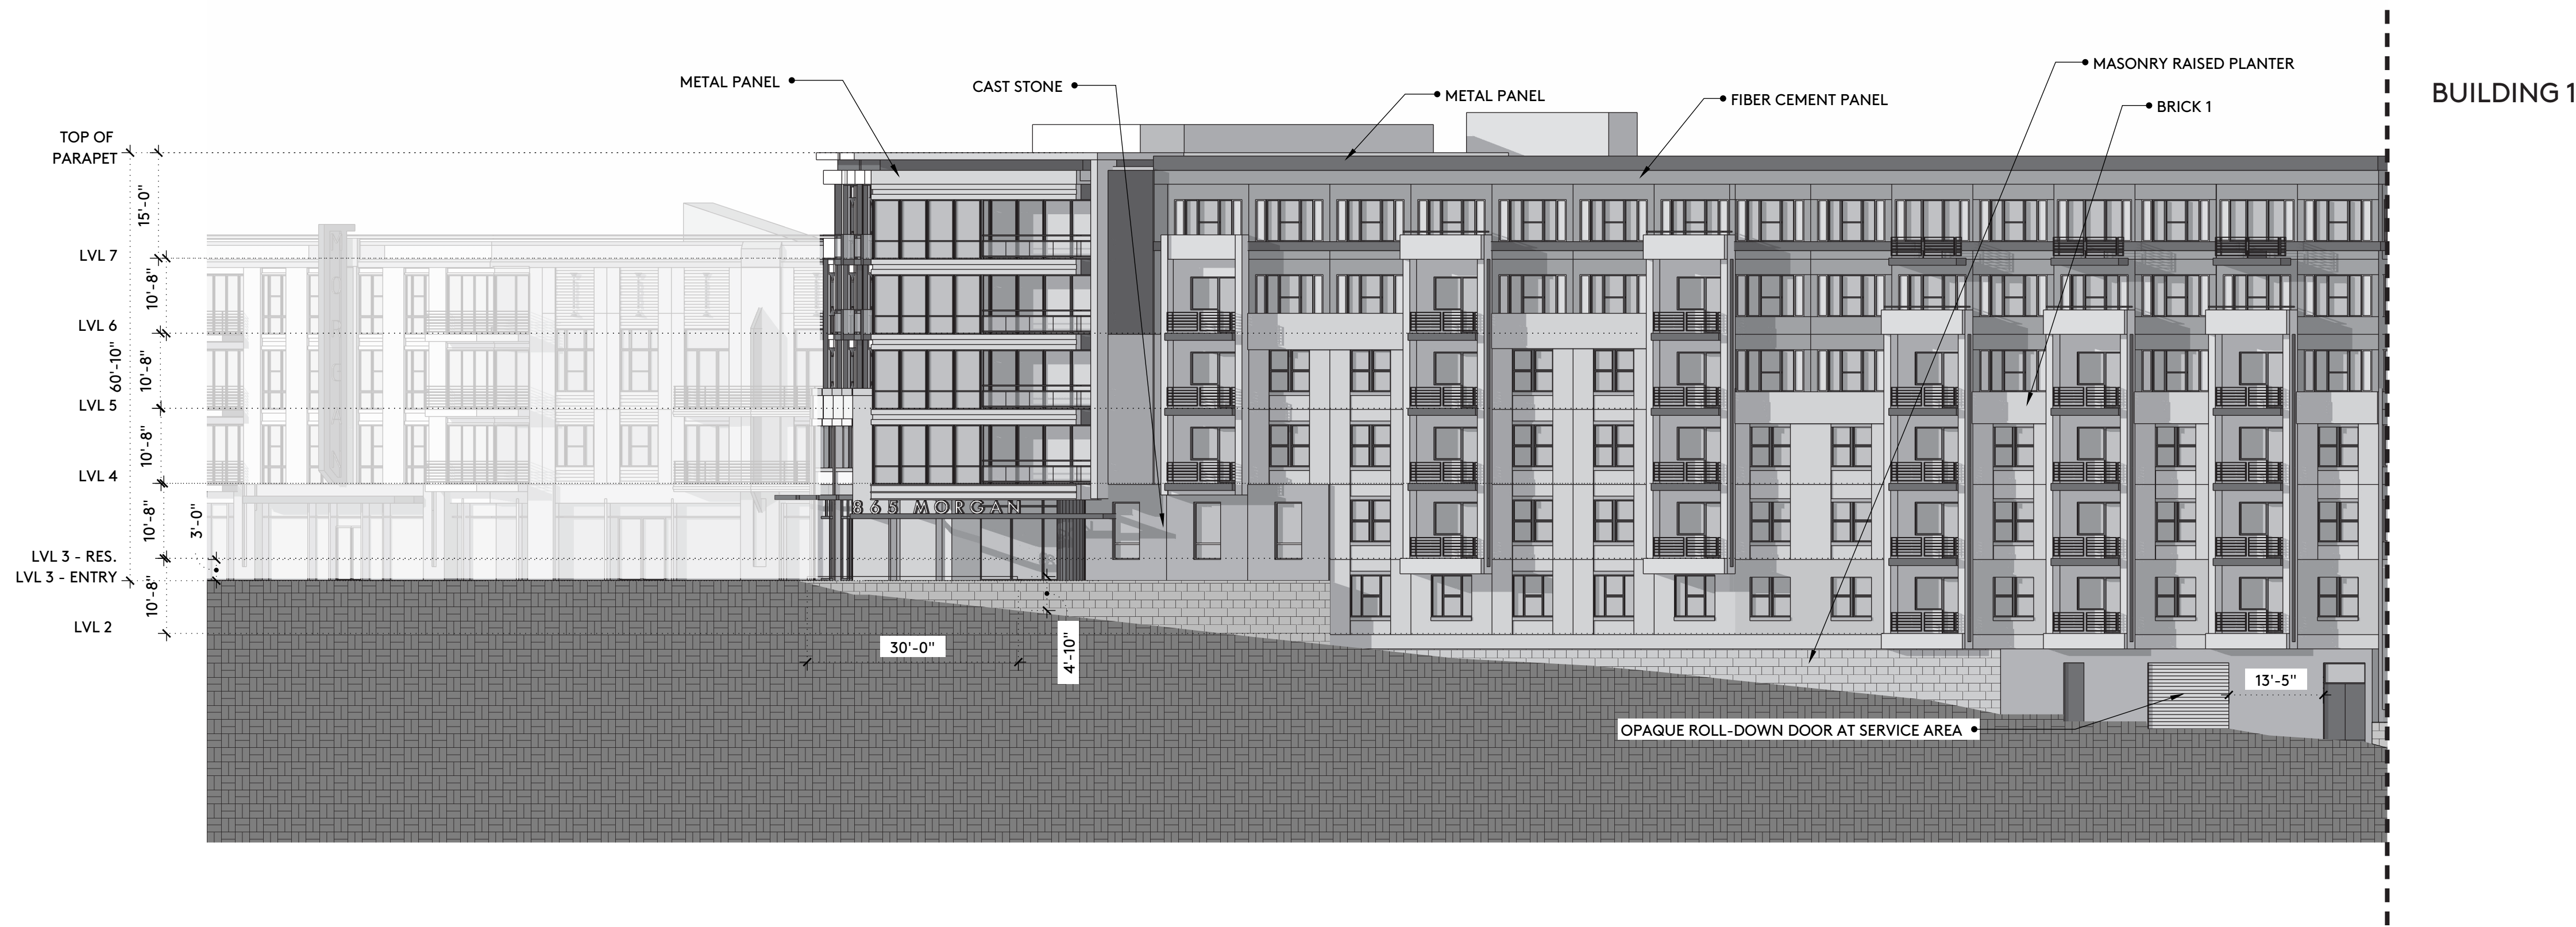 MASONRY RAISED PLANTER
METAL PANEL
CAST STONE
METAL PANEL
FIBER CEMENT PANEL
BRICK 1
BUILDING 1
TOP OF
PARAPET
15'-0"
LVL 7
10'-8"
LVL 6
60'-10"
10'-8"
LVL 5
10'-8"
LVL 4
865 MORGAN
10'-8"
3'-0"
LVL 3 - RES.
LVL 3 - ENTRY
10'-8"
LVL 2
30'-0"
4'-10"
13'-5"
OPAQUE ROLL-DOWN DOOR AT SERVICE AREA